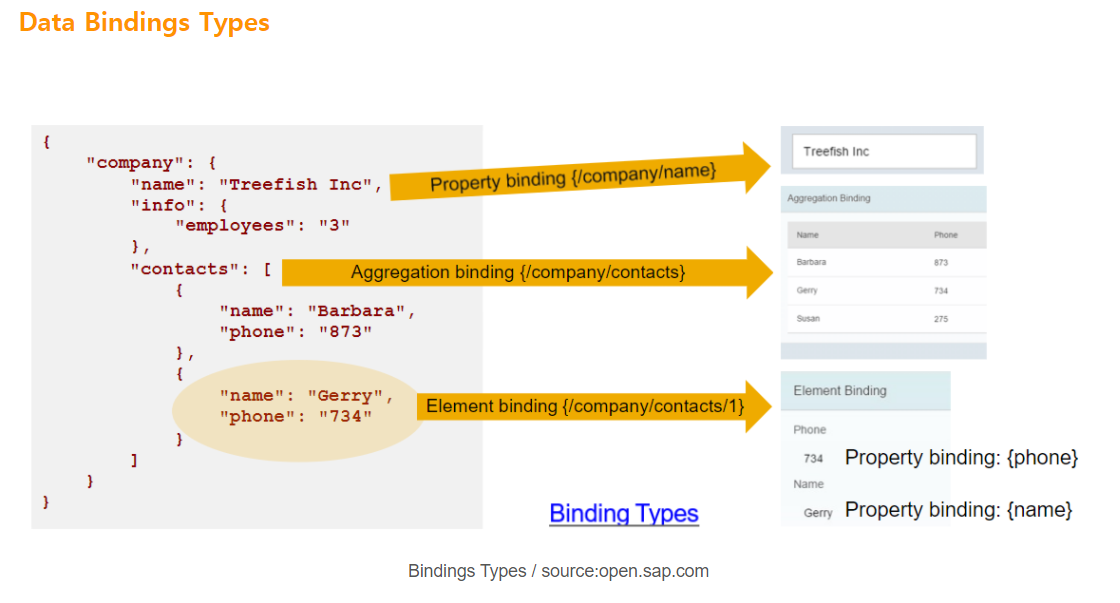 Data Bindings Types
{
"company": {
"name": "Treefish Inc",
"info": {
"employees": "3"
},
"contacts": [
{
"name": "Barbara",
"phone": "873"
},
{
"name": "Gerry",
"phone": "734"
}
]
}
}
Property binding {/company/name}
Aggregation binding {/company/contacts}
Element binding {/company/contacts/1}
Treefish Inc
Aggregation Binding
Name Phone
Barbara 873
Gerry 734
Susan 275
Element Binding
Phone
734 Property binding: {phone}
Name
Gerry Property binding: {name}
Binding Types
Bindings Types / source:open.sap.com